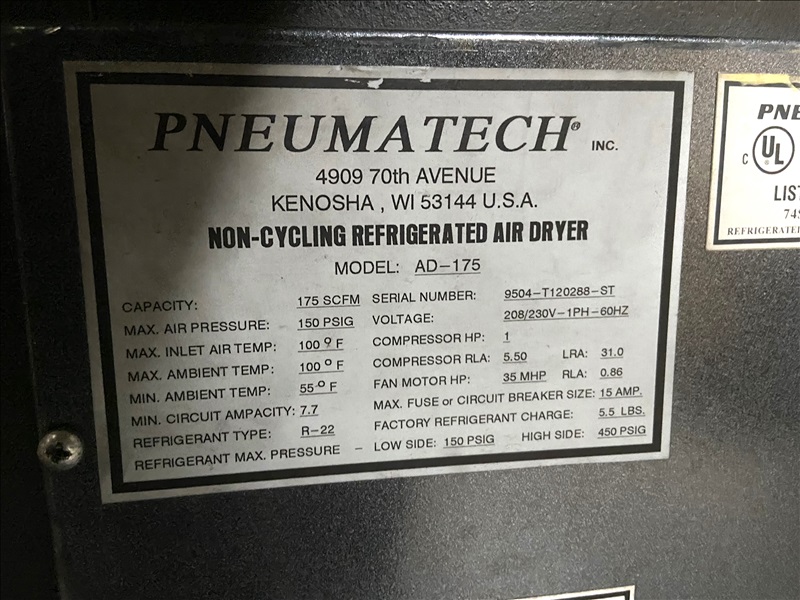 PNEUMATECH® INC.
4909 70th AVENUE
KENOSHA , WI 53144 U.S.A.
NON-CYCLING REFRIGERATED AIR DRYER
MODEL: AD-175
CAPACITY: 175 SCFM SERIAL NUMBER: 9504-T120288-ST
MAX. AIR PRESSURE: 150 PSIG VOLTAGE: 208/230V-1PH-60HZ
MAX. INLET AIR TEMP: 100 º F COMPRESSOR HP: 1
MAX. AMBIENT TEMP: 100 º F COMPRESSOR RLA: 5.50 LRA: 31.0
MIN. AMBIENT TEMP: 55 º F FAN MOTOR HP: 35 MHP RLA: 0.86
MIN. CIRCUIT AMPACITY: 7.7 MAX. FUSE or CIRCUIT BREAKER SIZE: 15 AMP.
REFRIGERANT TYPE: R-22 FACTORY REFRIGERANT CHARGE: 5.5 LBS.
REFRIGERANT MAX. PRESSURE – LOW SIDE: 150 PSIG HIGH SIDE: 450 PSIG
PNE
C UL
LIS
74
REFRIGERATE